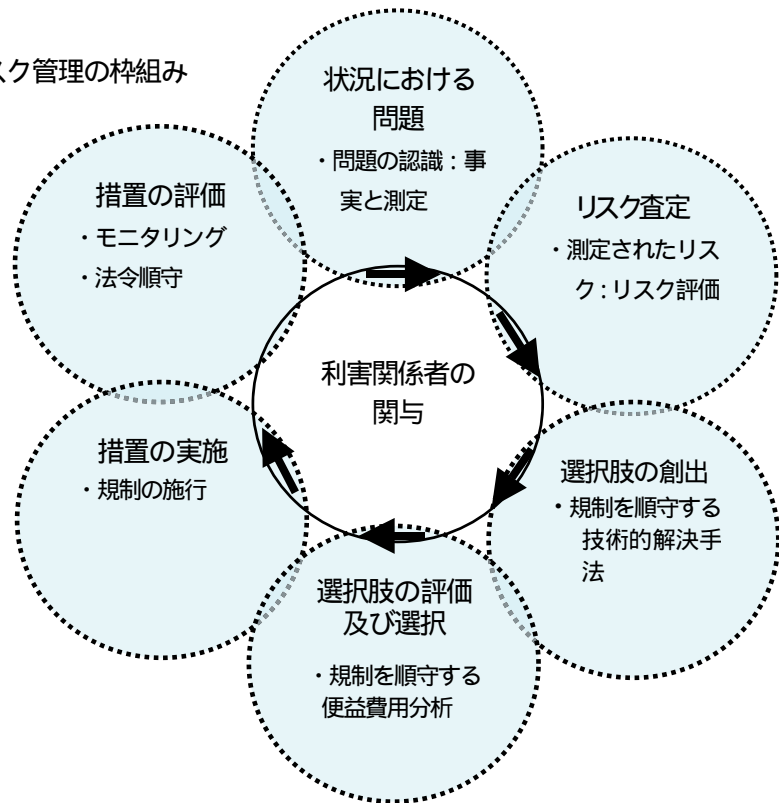 スク管理の枠組み
状況における
問題
・問題の認識：事
実と測定
リスク査定
・測定されたリス
ク：リスク評価
選択肢の創出
・規制を順守する
技術的解決手
法
選択肢の評価
及び選択
・規制を順守する
便益費用分析
措置の実施
・規制の施行
措置の評価
・モニタリング
・法令順守
利害関係者の
関与